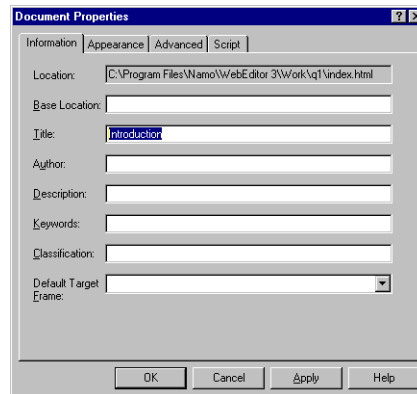 Document Properties
Information Appearance Advanced Script
Location: C:\Program Files\Namo\WebEditor 3\Work\q1\index.html
Base Location:
Title: Introduction
Author:
Description:
Keywords:
Classification:
Default Target
Frame:
OK Cancel Apply Help